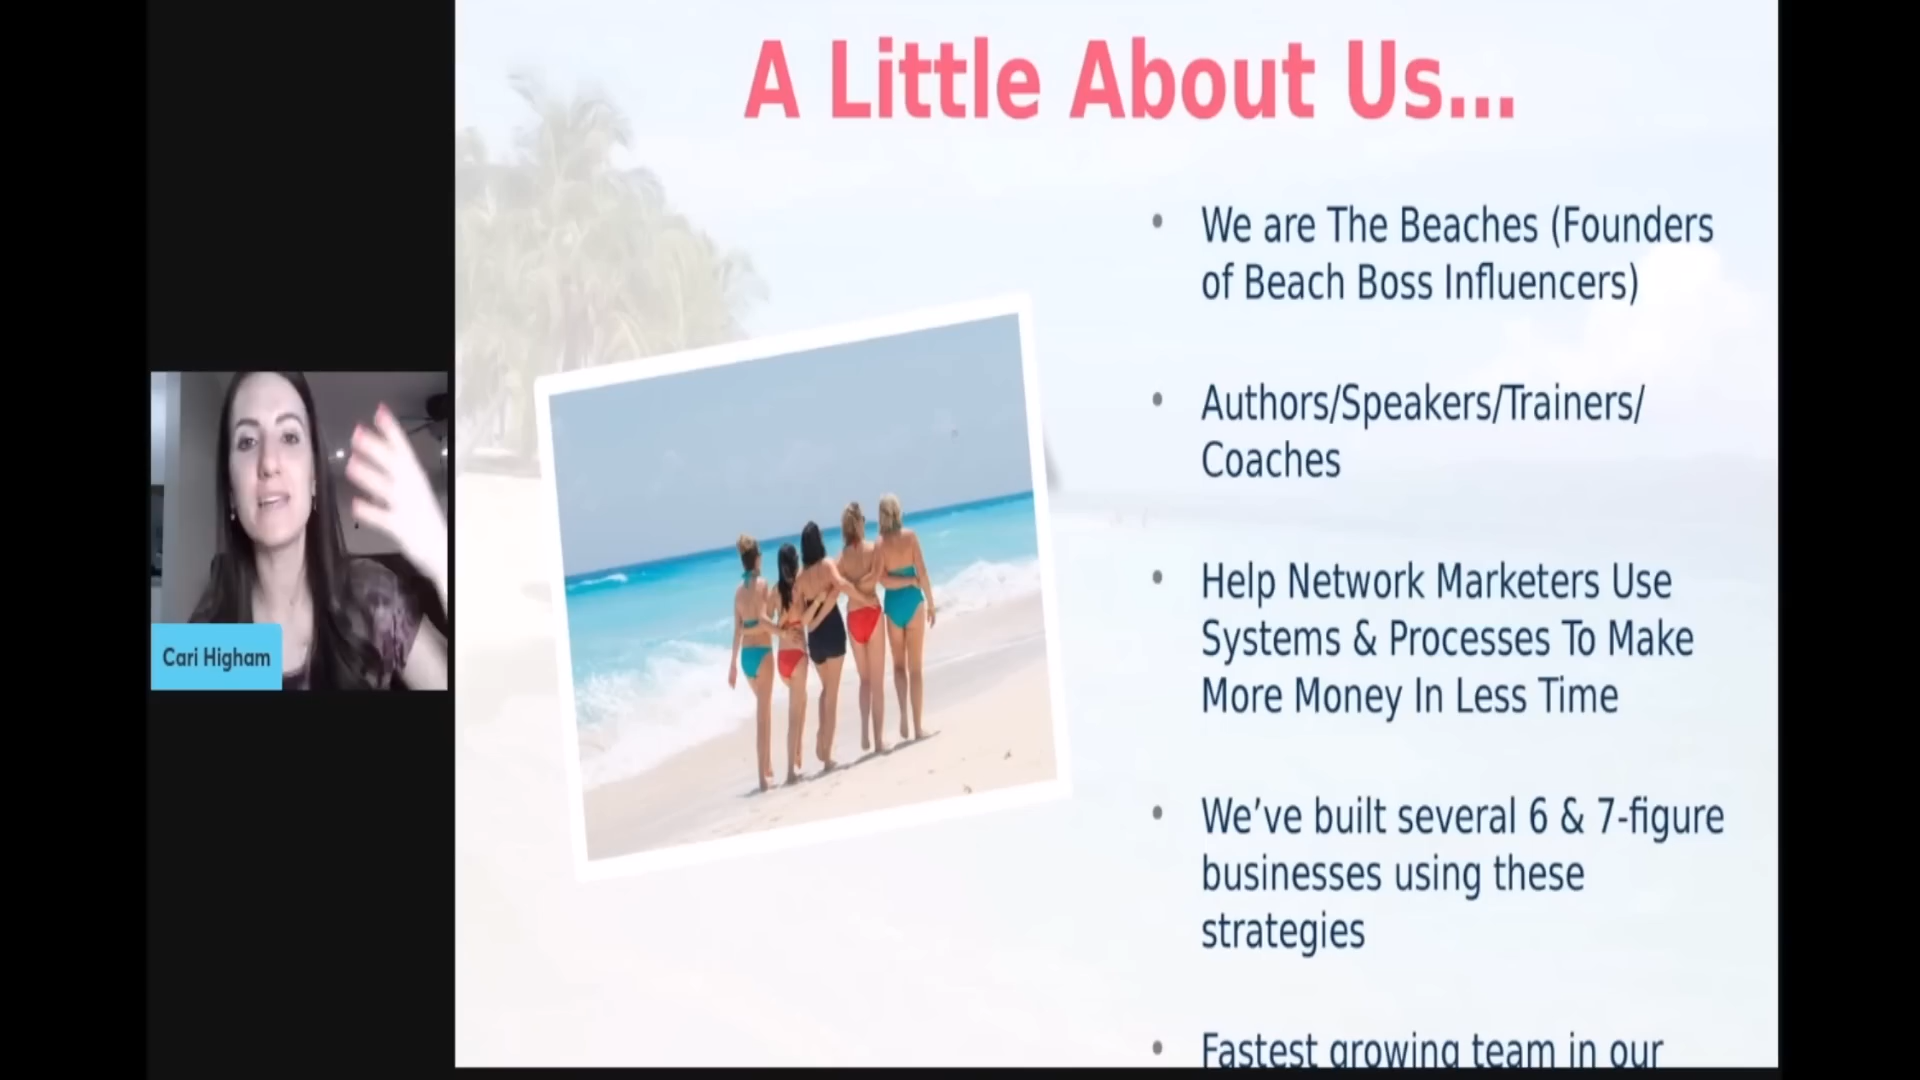 A Little About Us...
We are The Beaches (Founders
of Beach Boss Influencers)
Authors/Speakers/Trainers/
Coaches
Help Network Marketers Use
Systems & Processes To Make
More Money In Less Time
We’ve built several 6 & 7-figure
businesses using these
strategies
Fastest growing team in our
Cari Higham